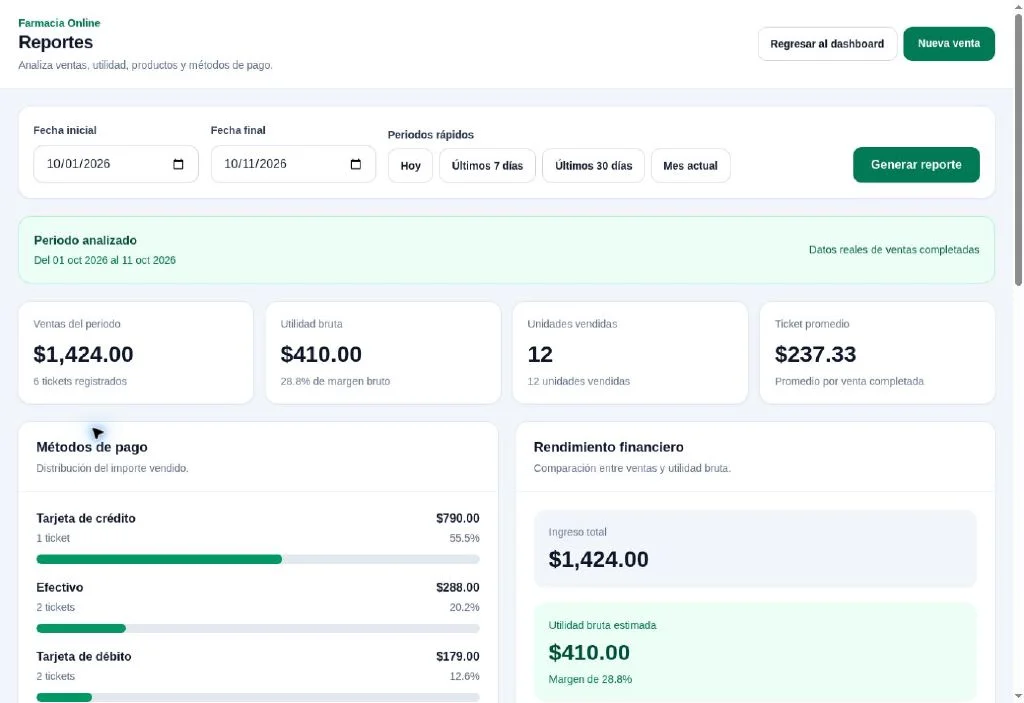 Farmacia Online
Reportes
Analiza ventas, utilidad, productos y métodos de pago.
Regresar al dashboard
Nueva venta
Fecha inicial
10/01/2026
Fecha final
10/11/2026
Periodos rápidos
Hoy
Últimos 7 días
Últimos 30 días
Mes actual
Generar reporte
Periodo analizado
Del 01 oct 2026 al 11 oct 2026
Datos reales de ventas completadas
Ventas del periodo
$1,424.00
6 tickets registrados
Utilidad bruta
$410.00
28.8% de margen bruto
Unidades vendidas
12
12 unidades vendidas
Ticket promedio
$237.33
Promedio por venta completada
Métodos de pago
Distribución del importe vendido.
Tarjeta de crédito
$790.00
1 ticket
55.5%
Efectivo
$288.00
2 tickets
20.2%
Tarjeta de débito
$179.00
2 tickets
12.6%
Rendimiento financiero
Comparación entre ventas y utilidad bruta.
Ingreso total
$1,424.00
Utilidad bruta estimada
$410.00
Margen de 28.8%